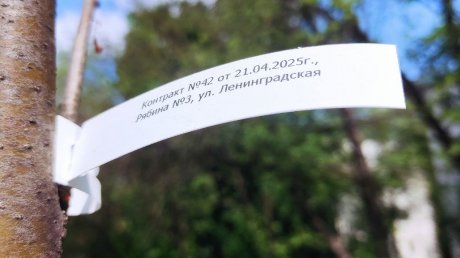 Контракт №42 от 21.04.2025г.,
Рябина №3, ул. Ленинградская